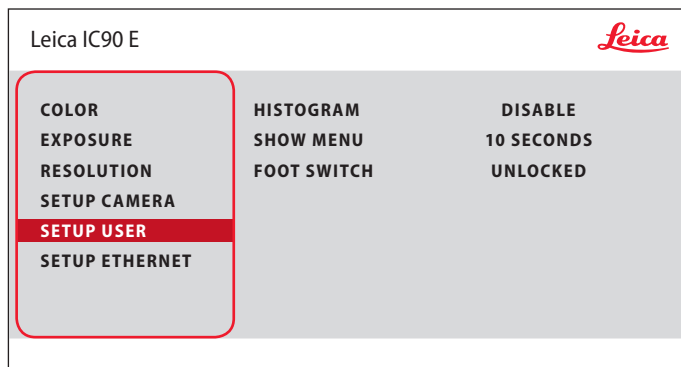 Leica IC90 E
Leica
COLOR HISTOGRAM DISABLE
EXPOSURE SHOW MENU 10 SECONDS
RESOLUTION FOOT SWITCH UNLOCKED
SETUP CAMERA
SETUP USER
SETUP ETHERNET